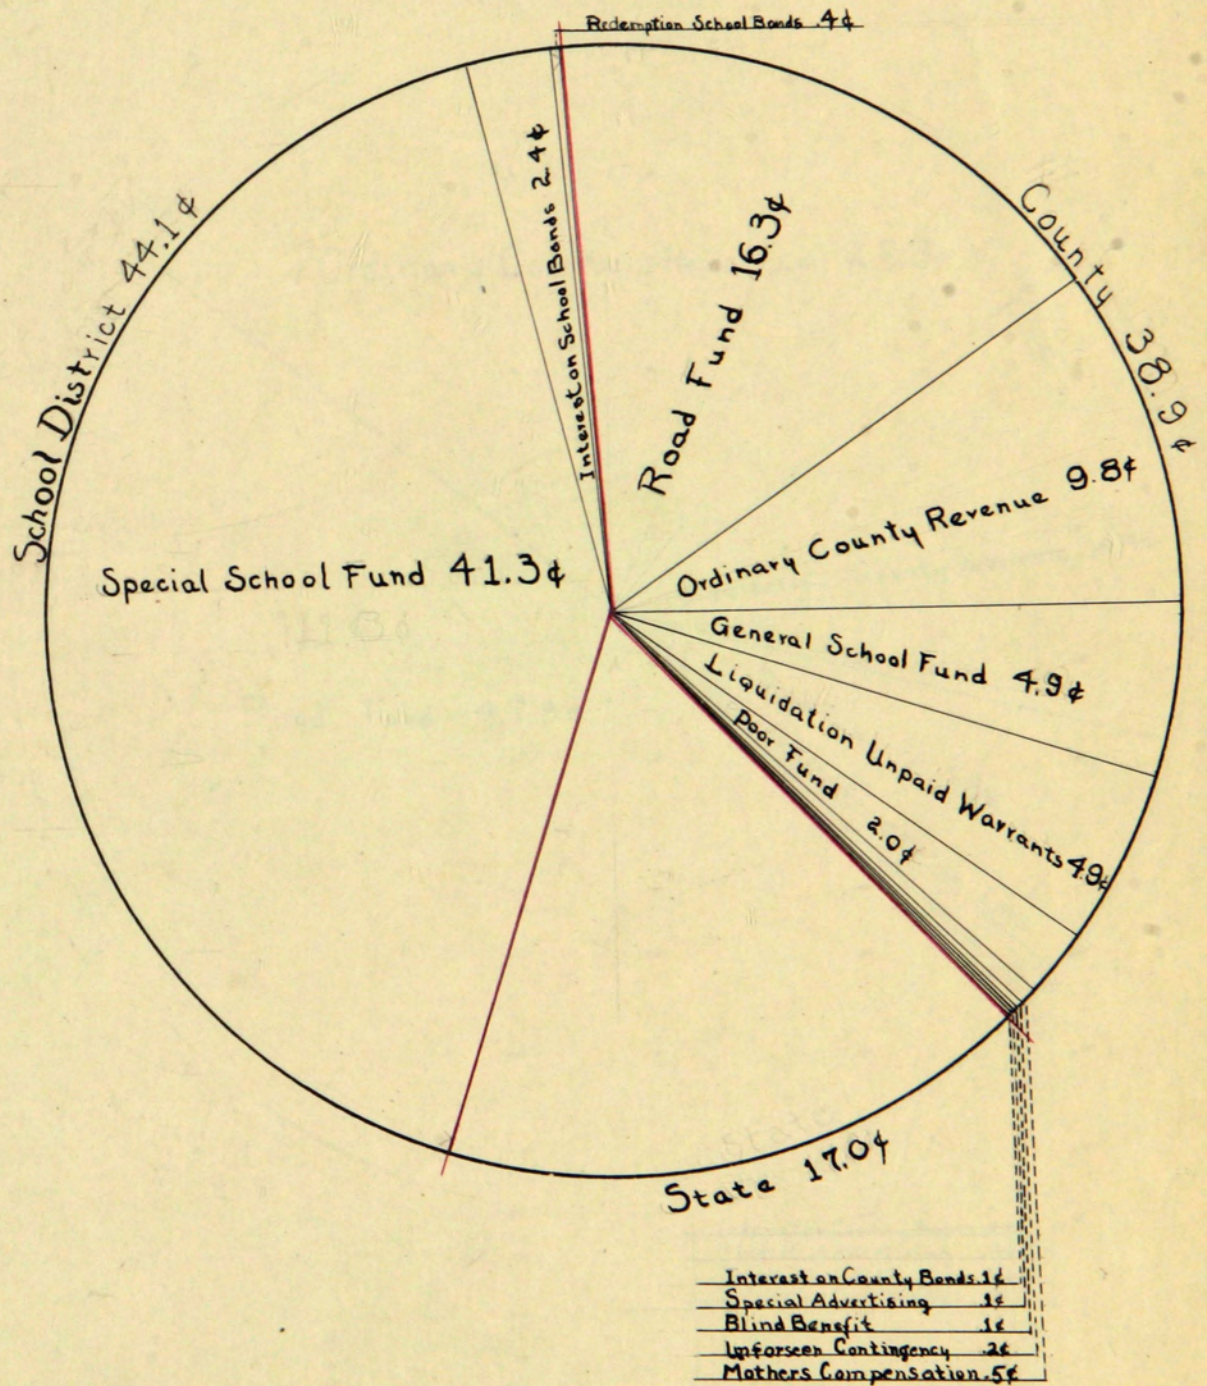 Redemption School Bonds .4¢
School District 44.1¢
Interest on School Bonds 2.4¢
Road Fund 16.3¢
County 38.9¢
Ordinary County Revenue 9.8¢
Special School Fund 41.3¢
General School Fund 4.9¢
Liquidation Unpaid Warrants 4.9¢
Poor Fund 2.0¢
State 17.0¢
Interest on County Bonds .1¢
Special Advertising .1¢
Blind Benefit .1¢
Unforseen Contingency .2¢
Mothers Compensation .5¢